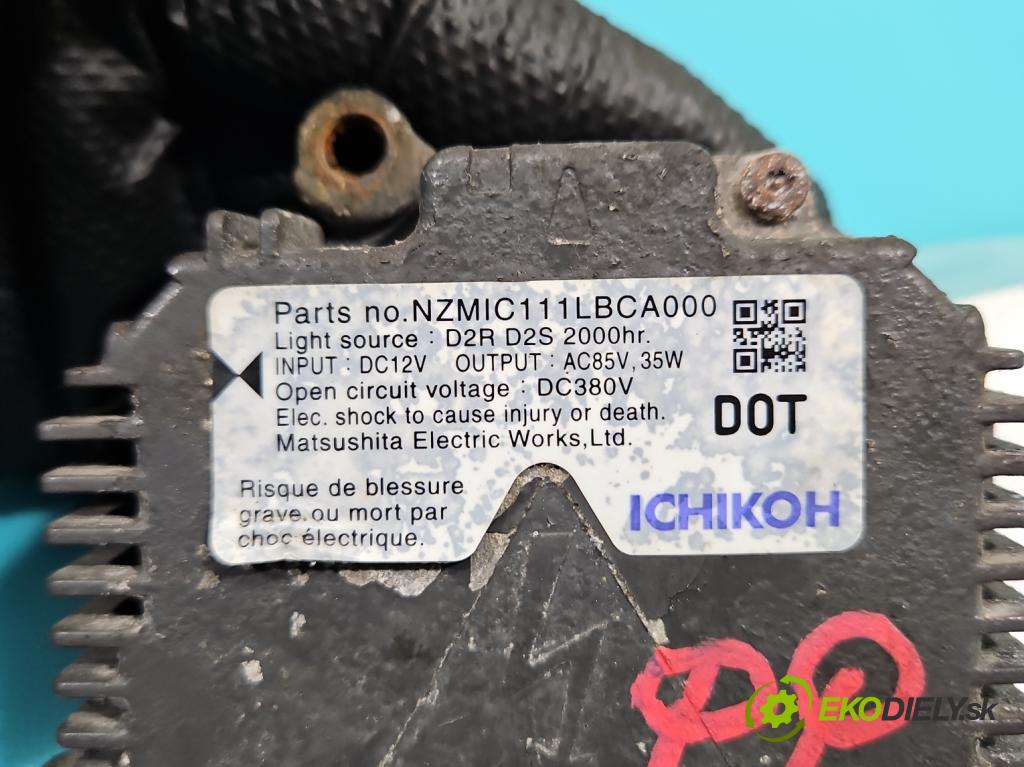 Parts no.NZMIC111LBCA000
Light source : D2R D2S 2000hr.
INPUT : DC12V OUTPUT : AC85V, 35W
Open circuit voltage : DC380V
Elec. shock to cause injury or death.
Matsushita Electric Works,Ltd.
DOT
Risque de blessure
grave ou mort par
choc électrique.
ICHIKOH
EKODIELY.sk